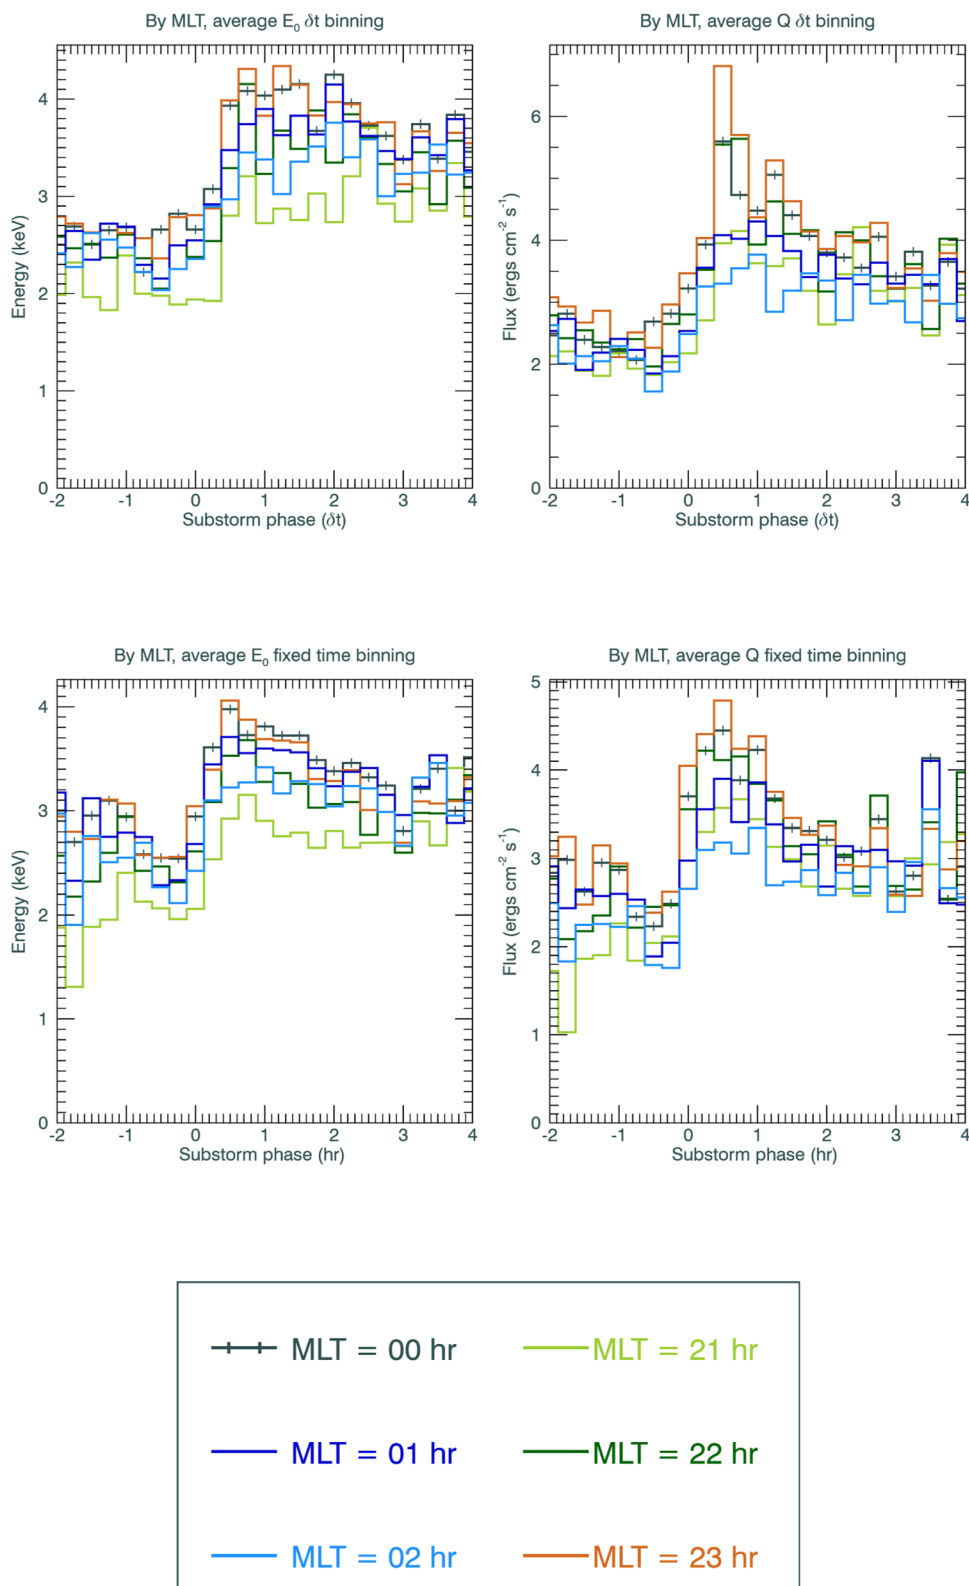 By MLT, average E₀ δt binning
By MLT, average Q δt binning
4
3
2
1
0
Energy (keV)
-2 -1 0 1 2 3 4
Substorm phase (δt)
6
4
2
0
Flux (ergs cm⁻² s⁻¹)
-2 -1 0 1 2 3 4
Substorm phase (δt)
By MLT, average E₀ fixed time binning
By MLT, average Q fixed time binning
4
3
2
1
0
Energy (keV)
-2 -1 0 1 2 3 4
Substorm phase (hr)
5
4
3
2
1
0
Flux (ergs cm⁻² s⁻¹)
-2 -1 0 1 2 3 4
Substorm phase (hr)
MLT = 00 hr
MLT = 21 hr
MLT = 01 hr
MLT = 22 hr
MLT = 02 hr
MLT = 23 hr